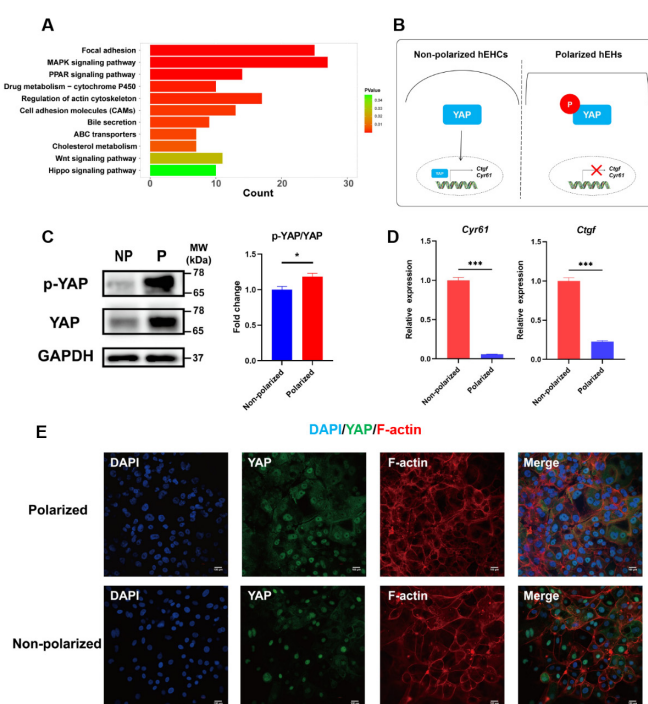 A
Focal adhesion
MAPK signaling pathway
PPAR signaling pathway
Drug metabolism − cytochrome P450
Regulation of actin cytoskeleton
Cell adhesion molecules (CAMs)
Bile secretion
ABC transporters
Cholesterol metabolism
Wnt signaling pathway
Hippo signaling pathway
0 10 20 30
Count
PValue
0.04
0.03
0.02
0.01
B
Non-polarized hEHCs
Polarized hEHs
YAP
P
YAP
YAP
Ctgf
Cyr61
Ctgf
Cyr61
C
NP P MW
(kDa)
p-YAP
78
65
YAP
78
65
GAPDH
37
p-YAP/YAP
Fold change
1.5
1.0
0.5
0.0
*
Non-polarized
Polarized
D
Cyr61
Relative expression
1.5
1.0
0.5
0.0
***
Non-polarized
Polarized
Ctgf
Relative expression
1.5
1.0
0.5
0.0
***
Non-polarized
Polarized
E
DAPI/YAP/F-actin
Polarized
DAPI YAP F-actin Merge
Non-polarized
DAPI YAP F-actin Merge